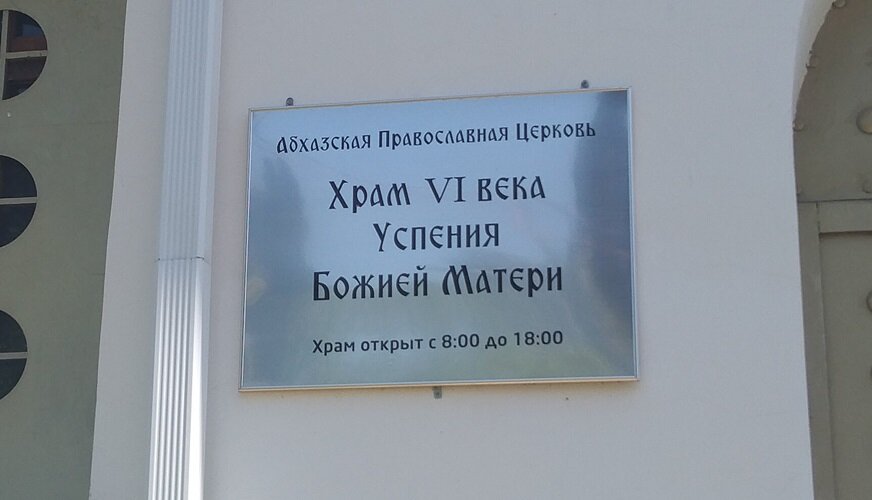 Абхазская Православная Церковь
Храм VI века
Успения
Божией Матери
Храм открыт с 8:00 до 18:00